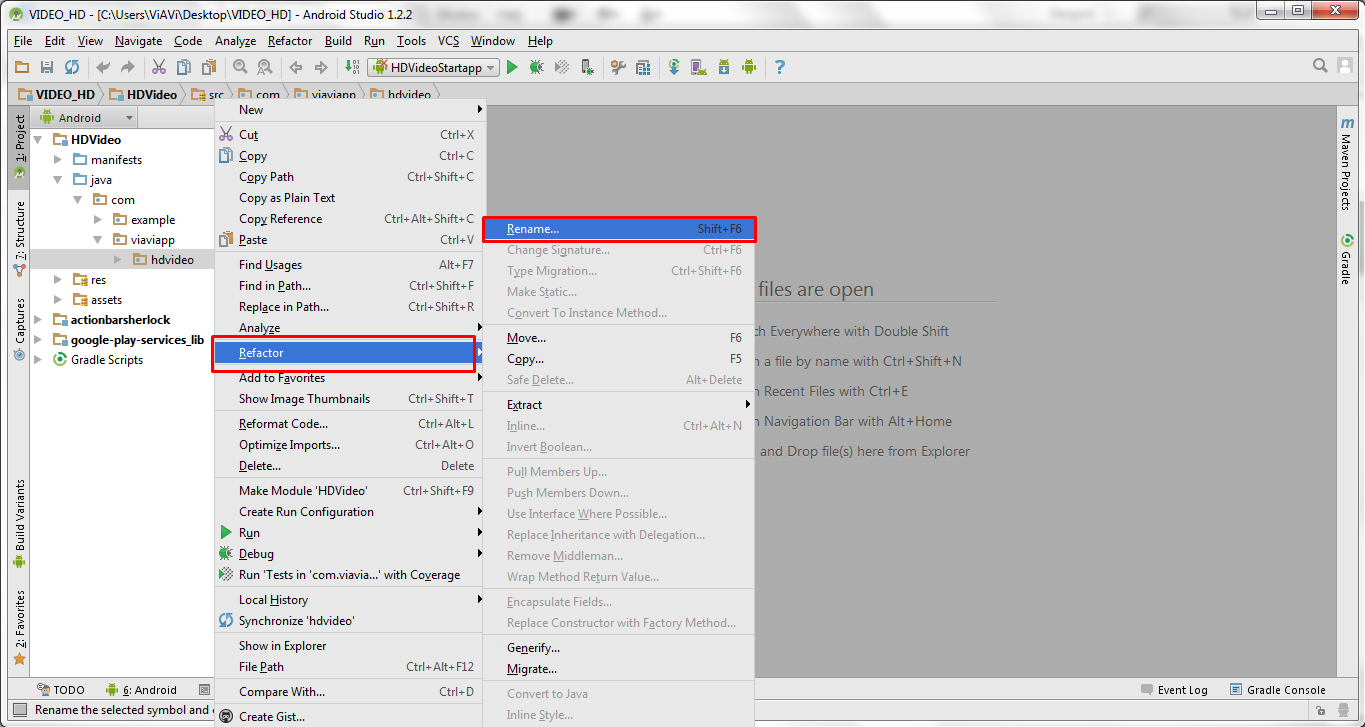 VIDEO_HD - [C:\Users\ViAVi\Desktop\VIDEO_HD] - Android Studio 1.2.2
File Edit View Navigate Code Analyze Refactor Build Run Tools VCS Window Help
HDVideoStartapp
VIDEO_HD HDVideo src com viaviapp hdvideo
1: Project
Z: Structure
Captures
Build Variants
2: Favorites
Android
HDVideo
manifests
java
com
example
viaviapp
hdvideo
res
assets
actionbarsherlock
google-play-services_lib
Gradle Scripts
New
Cut Ctrl+X
Copy Ctrl+C
Copy Path Ctrl+Shift+C
Copy as Plain Text
Copy Reference Ctrl+Alt+Shift+C
Paste Ctrl+V
Find Usages Alt+F7
Find in Path... Ctrl+Shift+F
Replace in Path... Ctrl+Shift+R
Analyze
Refactor
Add to Favorites
Show Image Thumbnails Ctrl+Shift+T
Reformat Code... Ctrl+Alt+L
Optimize Imports... Ctrl+Alt+O
Delete... Delete
Make Module 'HDVideo' Ctrl+Shift+F9
Create Run Configuration
Run
Debug
Run 'Tests in 'com.viavia...' with Coverage
Local History
Synchronize 'hdvideo'
Show in Explorer
File Path Ctrl+Alt+F12
Compare With... Ctrl+D
Create Gist...
Rename... Shift+F6
Change Signature... Ctrl+F6
Type Migration... Ctrl+Shift+F6
Make Static...
Convert To Instance Method...
Move... F6
Copy... F5
Safe Delete... Alt+Delete
Extract
Inline... Ctrl+Alt+N
Invert Boolean...
Pull Members Up...
Push Members Down...
Use Interface Where Possible...
Replace Inheritance with Delegation...
Remove Middleman...
Wrap Method Return Value...
Encapsulate Fields...
Replace Constructor with Factory Method...
Generify...
Migrate...
Convert to Java
Inline Style...
files are open
ch Everywhere with Double Shift
a file by name with Ctrl+Shift+N
Recent Files with Ctrl+E
Navigation Bar with Alt+Home
and Drop file(s) here from Explorer
m Maven Projects
Gradle
TODO 6: Android
Event Log Gradle Console
Rename the selected symbol and